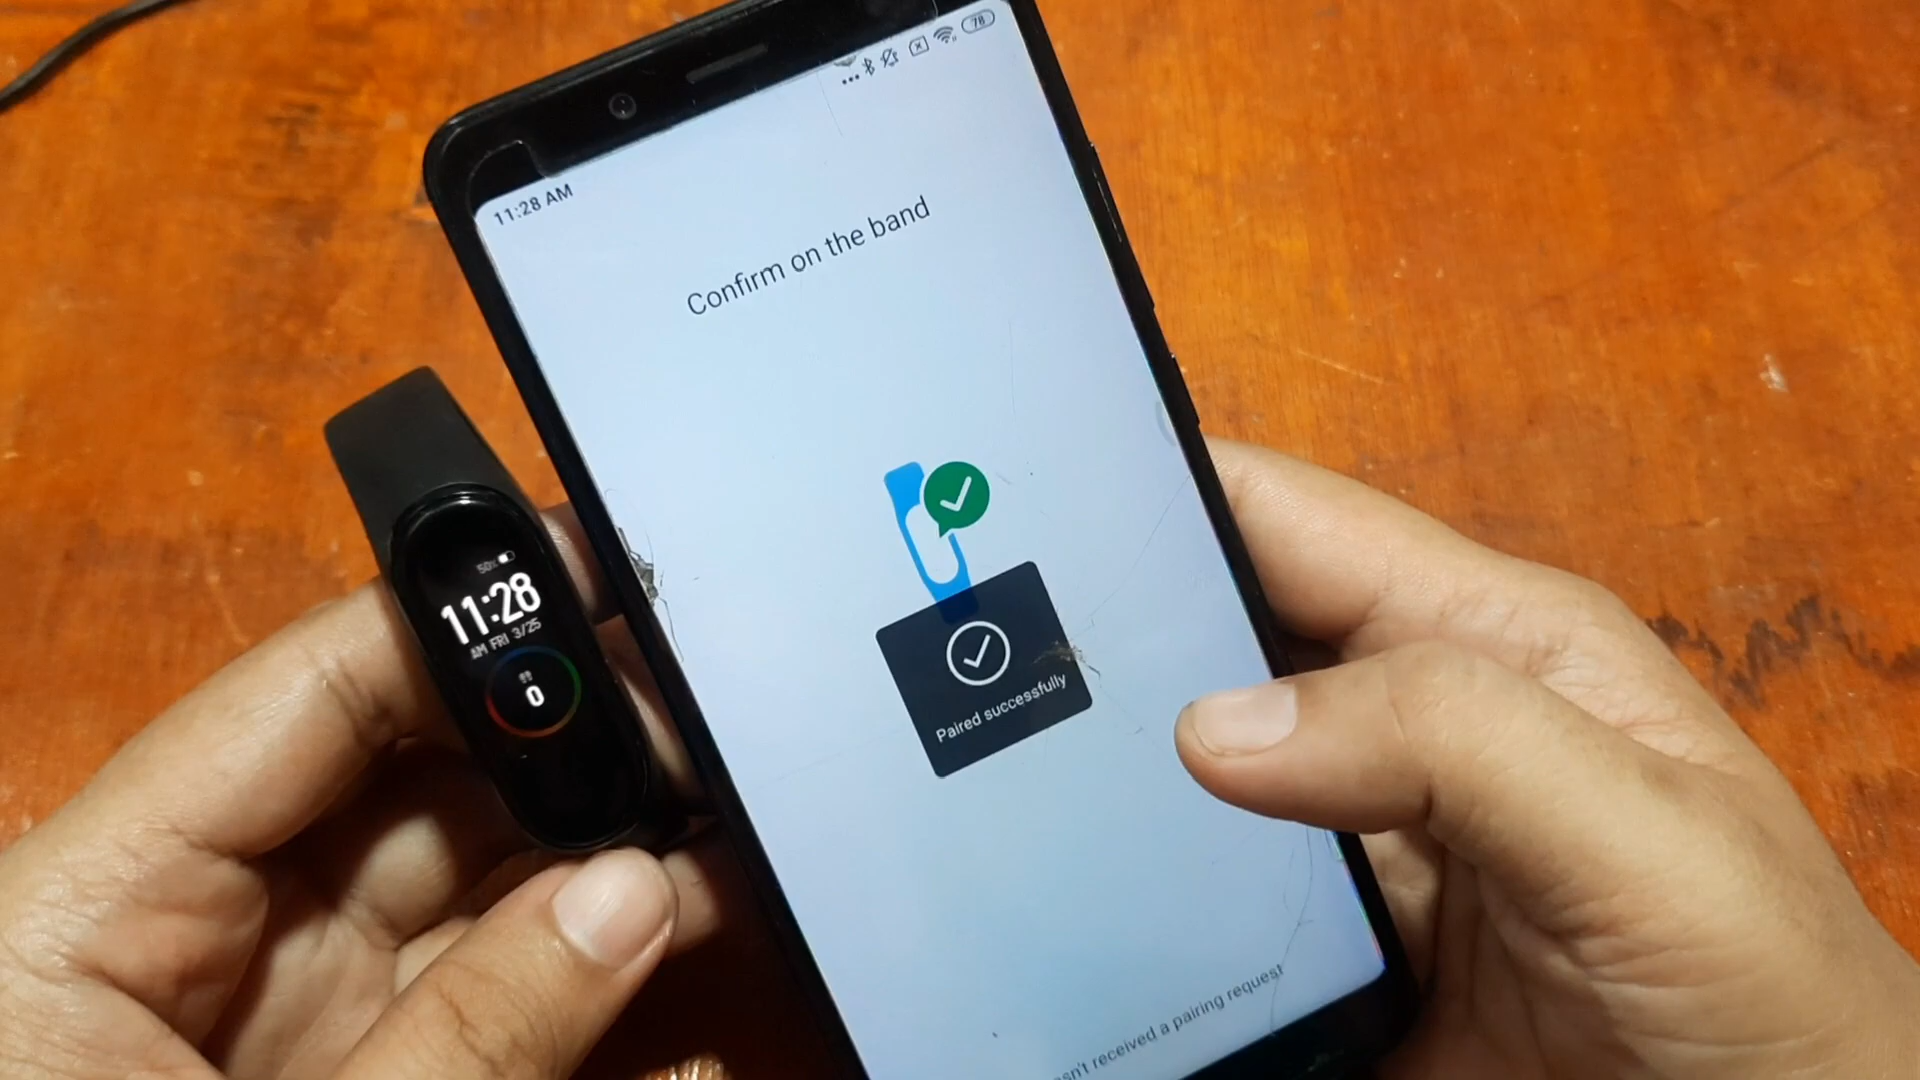 78
11:28 AM
Confirm on the band
50%
11:28
AM FRI 3/25
0
Paired successfully
received a pairing request